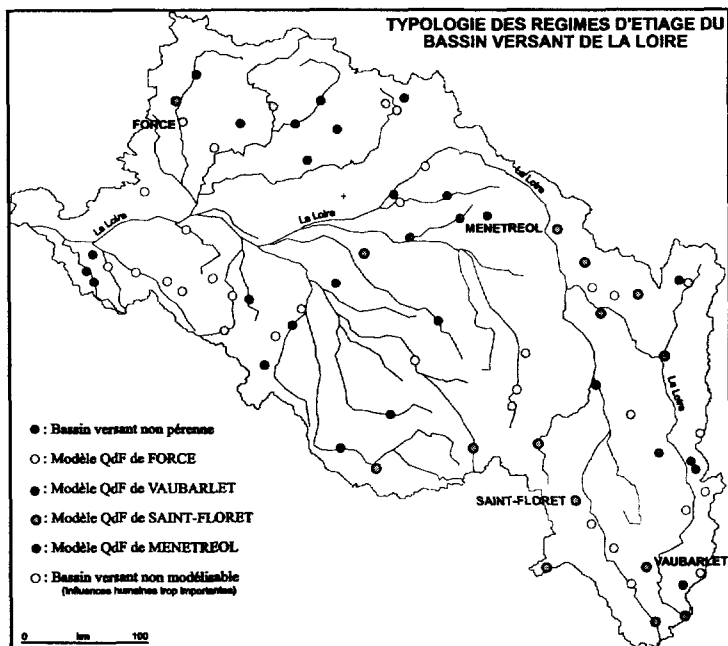 TYPOLOGIE DES REGIMES D'ETIAGE DU
BASSIN VERSANT DE LA LOIRE
FORCE
La Loire
La Loire
La Loire
MENETREOL
La Loire
SAINT-FLORET
VAUBARLET
● : Bassin versant non pérenne
○ : Modèle QdF de FORCE
● : Modèle QdF de VAUBARLET
◎ : Modèle QdF de SAINT-FLORET
● : Modèle QdF de MENETREOL
○ : Bassin versant non modélisable
(Influences humaines trop importantes)
0 km 100